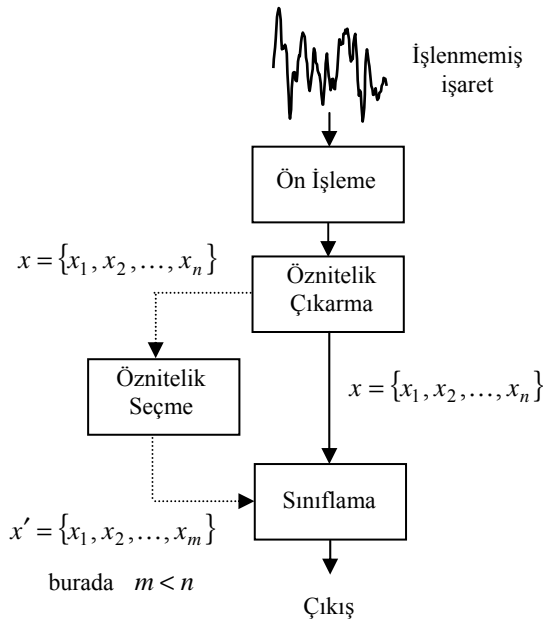 İşlenmemiş
işaret
Ön İşleme
x = {x₁, x₂, …, xₙ}
Öznitelik
Çıkarma
Öznitelik
Seçme
x = {x₁, x₂, …, xₙ}
Sınıflama
x′ = {x₁, x₂, …, xₘ}
burada m < n
Çıkış